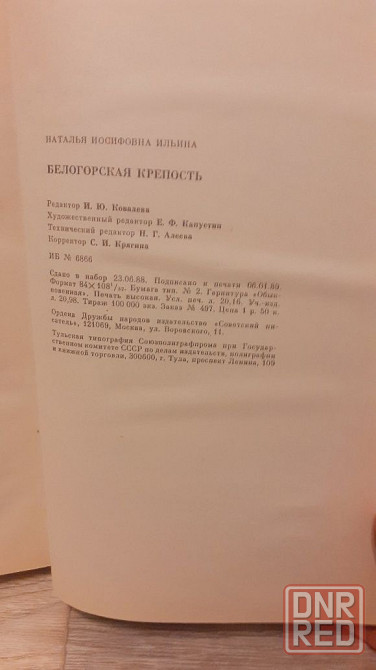 НАТАЛЬЯ ИОСИФОВНА ИЛЬИНА
БЕЛОГОРСКАЯ КРЕПОСТЬ
Редактор И. Ю. Ковалева
Художественный редактор Е. Ф. Капустин
Технический редактор Н. Г. Алеева
Корректор С. И. Крягина
ИБ № 6866
Сдано в набор 23.06.88. Подписано к печати 06.01.89.
Формат 84×108¹/₃₂. Бумага тип. № 2. Гарнитура «Обык-
новенная». Печать высокая. Усл. печ. л. 20,16. Уч.-изд.
л. 20,98. Тираж 100 000 экз. Заказ № 497. Цена 1 р. 50 к.
Ордена Дружбы народов издательство «Советский пи-
сатель», 121069, Москва, ул. Воровского, 11.
Тульская типография Союзполиграфпрома при Государ-
ственном комитете СССР по делам издательств, полиграфии
и книжной торговли, 300600, г. Тула, проспект Ленина, 109
DNR
RED